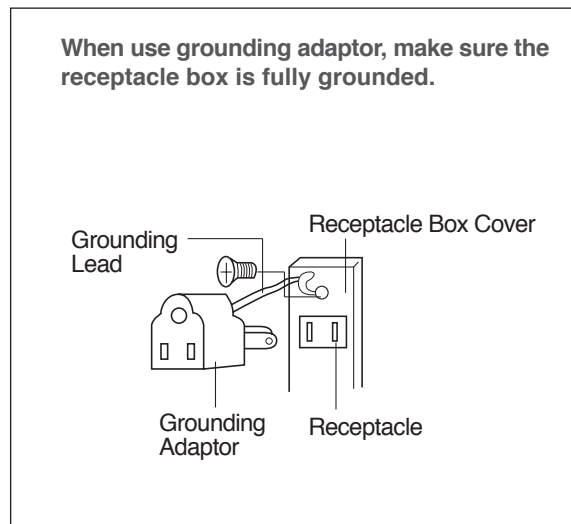 When use grounding adaptor, make sure the
receptacle box is fully grounded.
Receptacle Box Cover
Grounding
Lead
Grounding
Adaptor
Receptacle